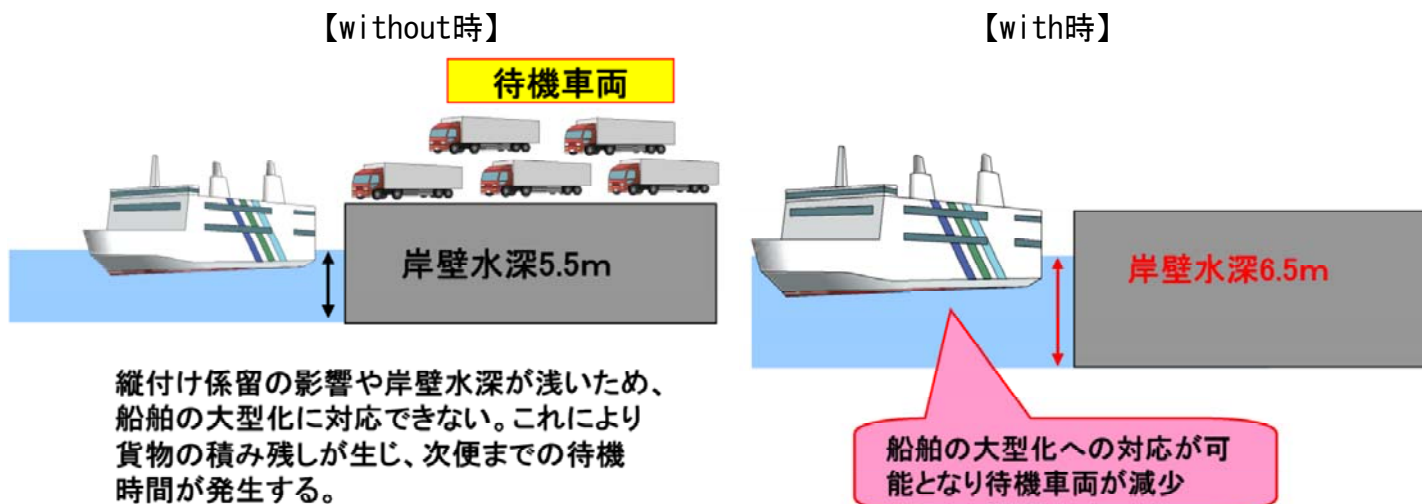 【without時】
待機車両
岸壁水深5.5m
縦付け係留の影響や岸壁水深が浅いため、
船舶の大型化に対応できない。これにより
貨物の積み残しが生じ、次便までの待機
時間が発生する。
【with時】
岸壁水深6.5m
船舶の大型化への対応が可
能となり待機車両が減少